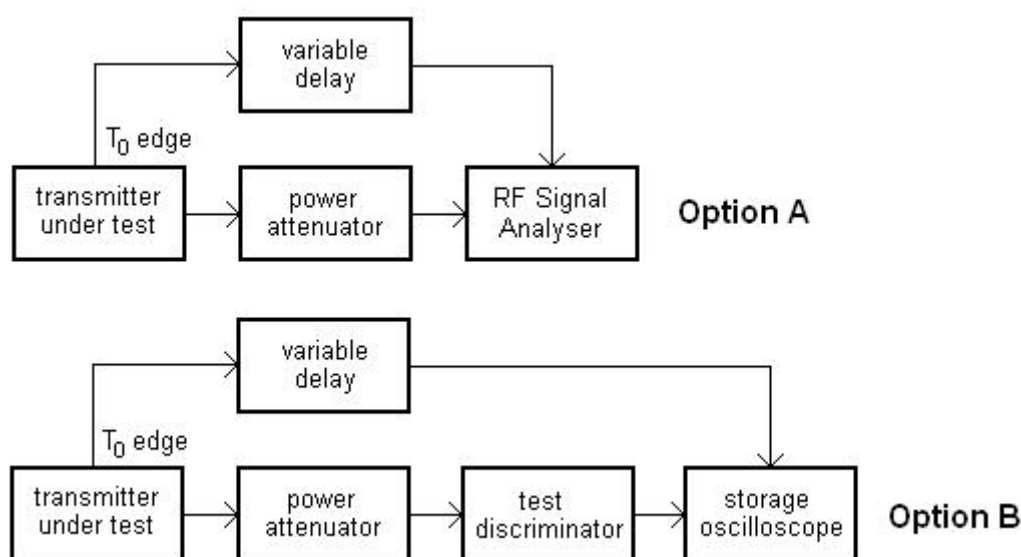 variable
delay
T0 edge
transmitter
under test
power
attenuator
RF Signal
Analyser
Option A
variable
delay
T0 edge
transmitter
under test
power
attenuator
test
discriminator
storage
oscilloscope
Option B